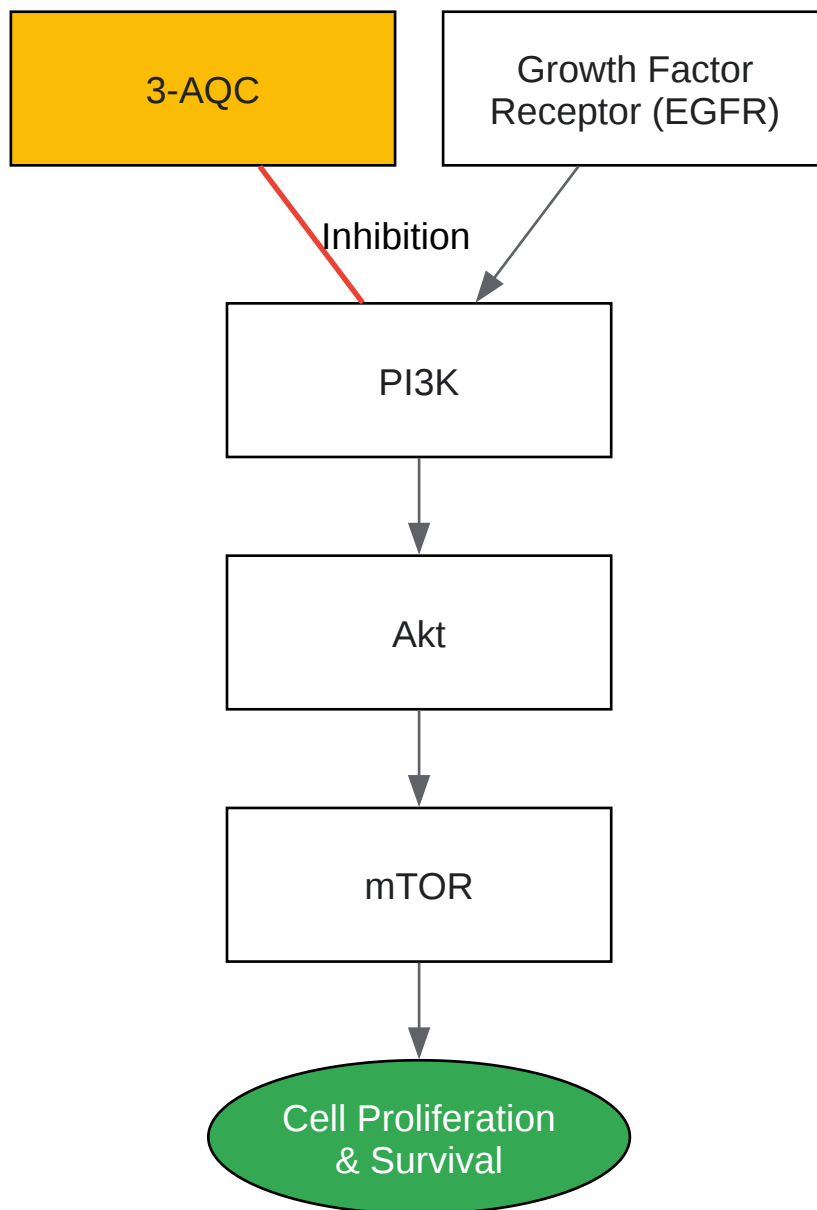 3-AQC
Growth Factor
Receptor (EGFR)
Inhibition
PI3K
Akt
mTOR
Cell Proliferation
& Survival